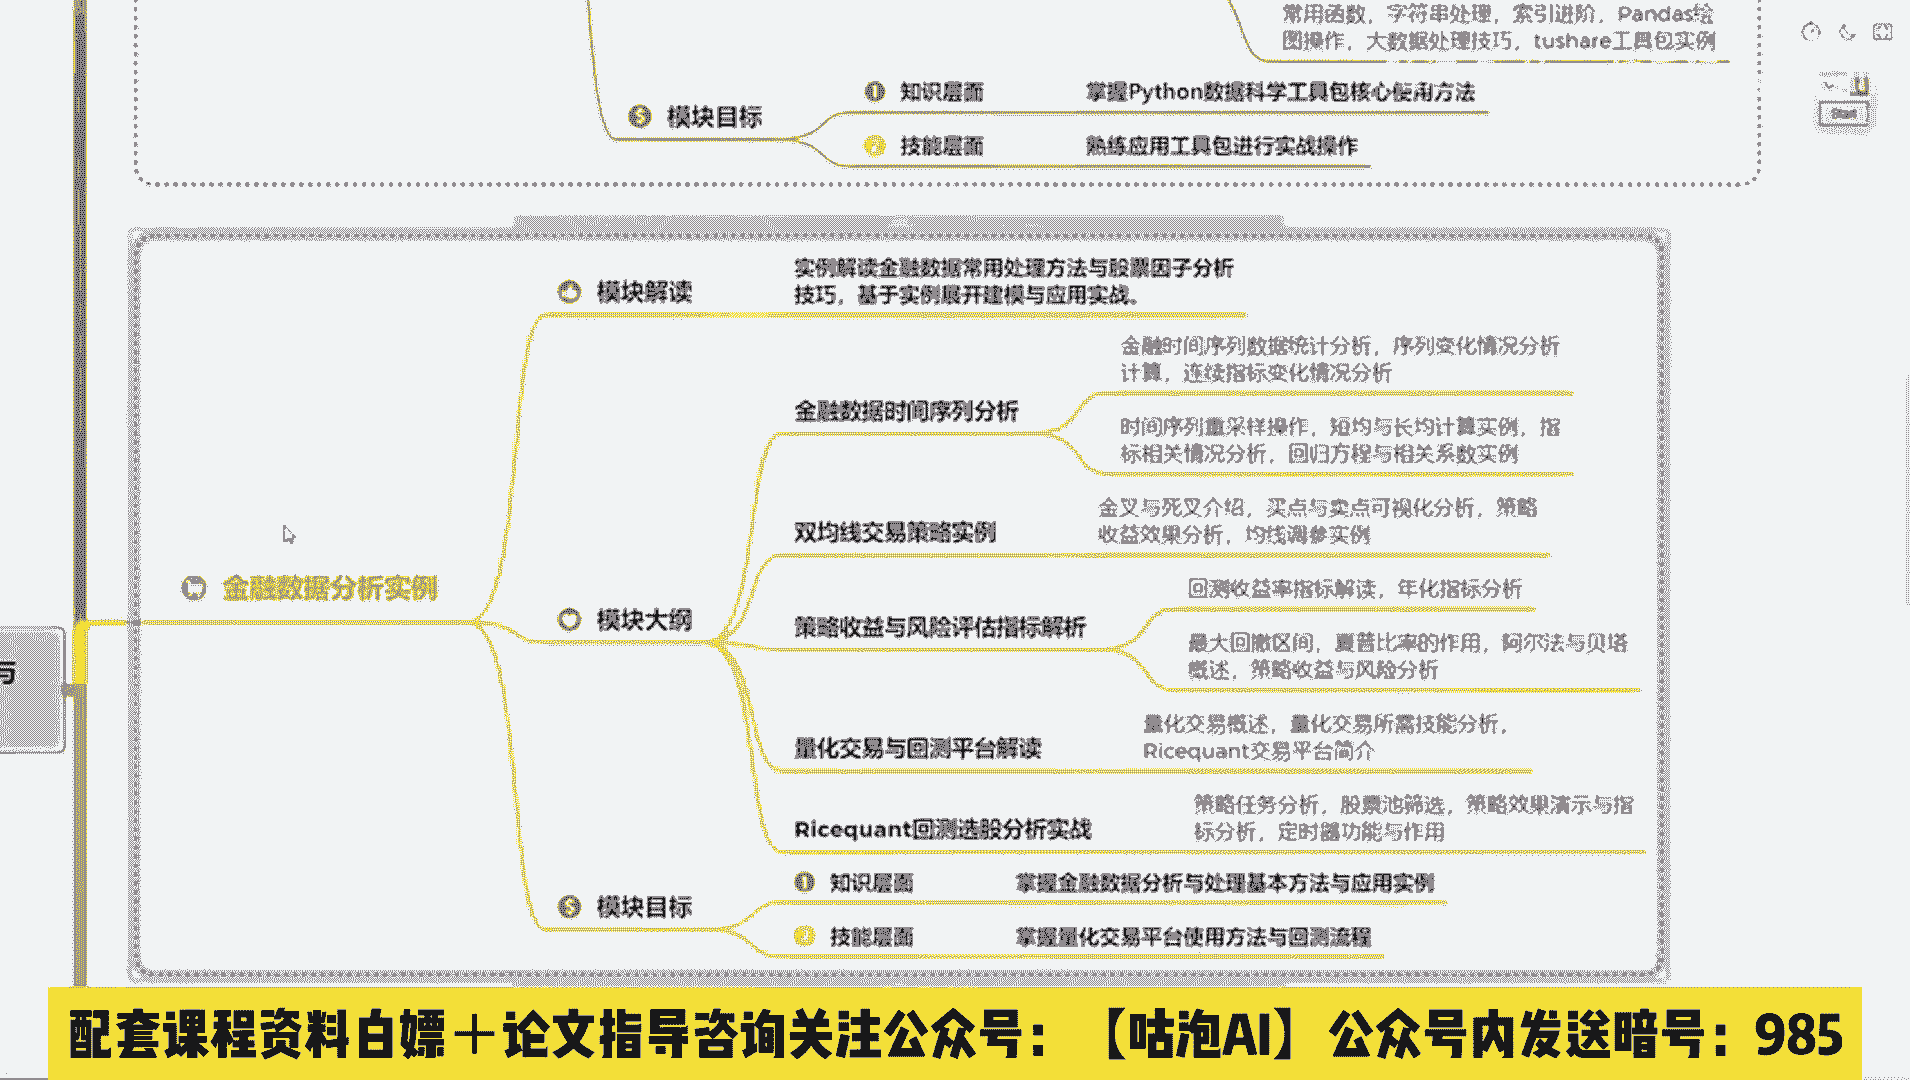 常用函数，字符串处理，索引进阶，Pandas绘
图操作，大数据处理技巧，tushare工具包实例
模块目标
知识层面
掌握Python数据科学工具包核心使用方法
技能层面
熟练应用工具包进行实战操作
模块解读
实例解读金融数据常用处理方法与股票因子分析
技巧，基于实例展开建模与应用实战。
金融时间序列数据统计分析，序列变化情况分析
计算，连续指标变化情况分析
金融数据时间序列分析
时间序列重采样操作，短均与长均计算实例，指
标相关情况分析，回归方程与相关系数实例
双均线交易策略实例
金叉与死叉介绍，买点与卖点可视化分析，策略
收益效果分析，均线调参实例
金融数据分析实例
模块大纲
策略收益与风险评估指标解析
回测收益率指标解读，年化指标分析
最大回撤区间，夏普比率的作用，阿尔法与贝塔
概述，策略收益与风险分析
与
量化交易与回测平台解读
量化交易概述，量化交易所需技能分析，
Ricequant交易平台简介
Ricequant回测选股分析实战
策略任务分析，股票池筛选，策略效果演示与指
标分析，定时器功能与作用
模块目标
知识层面
掌握金融数据分析与处理基本方法与应用实例
技能层面
掌握量化交易平台使用方法与回测流程
配套课程资料白嫖＋论文指导咨询关注公众号：【咕泡AI】公众号内发送暗号：985